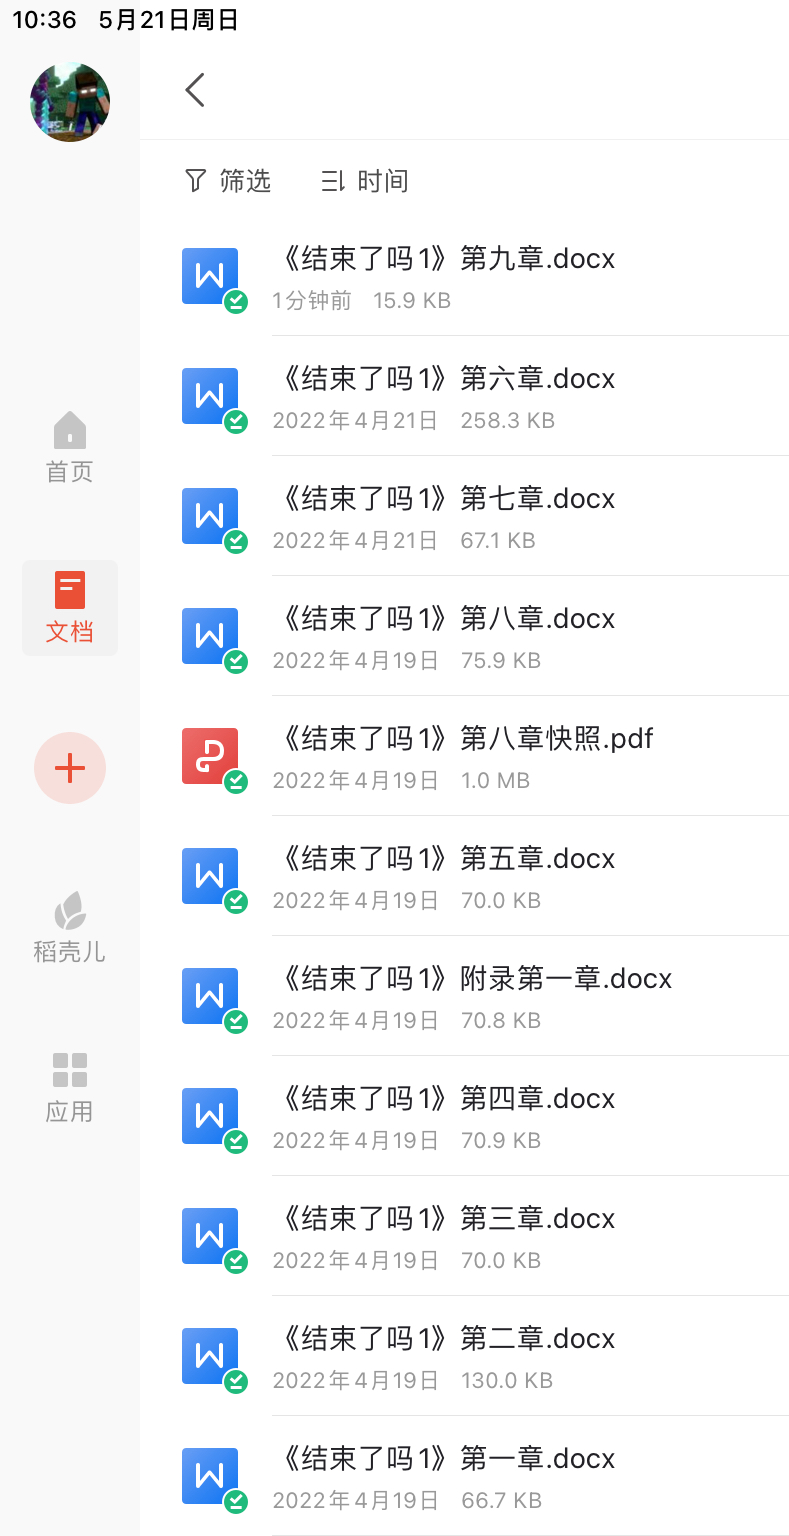 10:36 5月21日周日
筛选 时间
《结束了吗1》第九章.docx
1分钟前 15.9 KB
《结束了吗1》第六章.docx
2022年4月21日 258.3 KB
首页
《结束了吗1》第七章.docx
2022年4月21日 67.1 KB
《结束了吗1》第八章.docx
2022年4月19日 75.9 KB
文档
《结束了吗1》第八章快照.pdf
2022年4月19日 1.0 MB
《结束了吗1》第五章.docx
2022年4月19日 70.0 KB
稻壳儿
《结束了吗1》附录第一章.docx
2022年4月19日 70.8 KB
《结束了吗1》第四章.docx
2022年4月19日 70.9 KB
应用
《结束了吗1》第三章.docx
2022年4月19日 70.0 KB
《结束了吗1》第二章.docx
2022年4月19日 130.0 KB
《结束了吗1》第一章.docx
2022年4月19日 66.7 KB